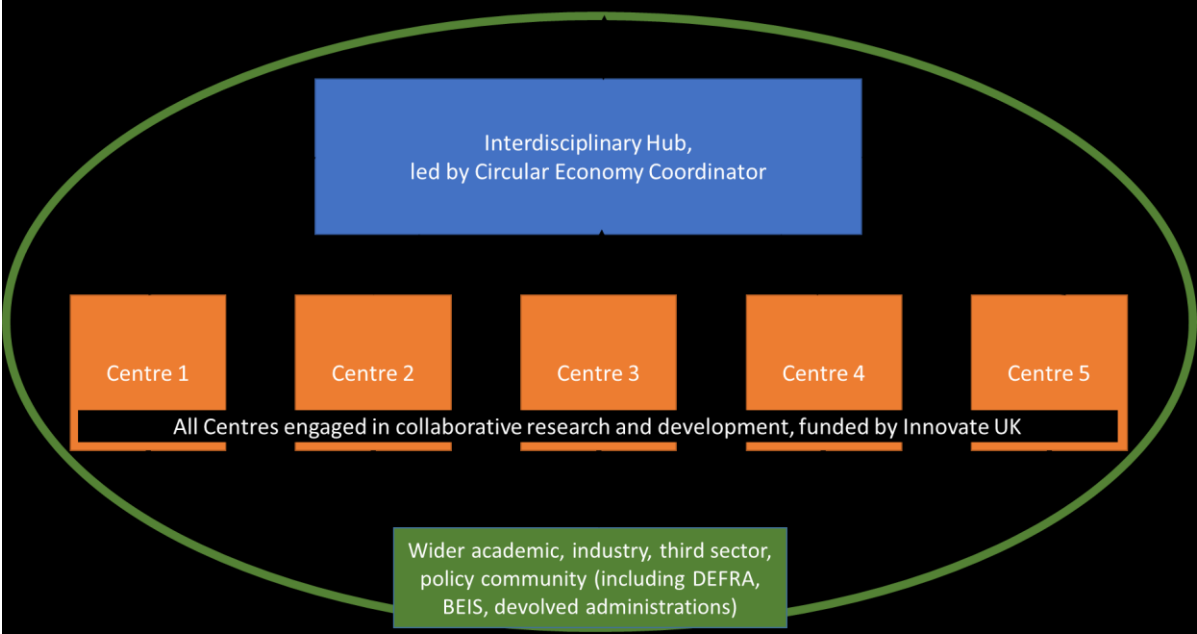 Interdisciplinary Hub,
led by Circular Economy Coordinator
Centre 1
Centre 2
Centre 3
Centre 4
Centre 5
All Centres engaged in collaborative research and development, funded by Innovate UK
Wider academic, industry, third sector,
policy community (including DEFRA,
BEIS, devolved administrations)